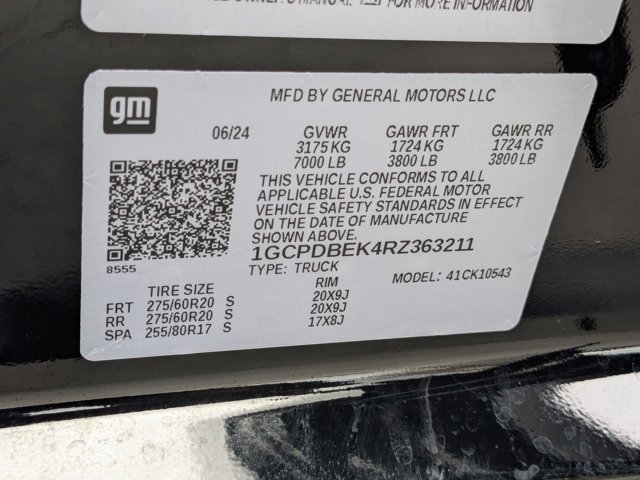 FOR MORE INFORMATION
gm
MFD BY GENERAL MOTORS LLC
06/24 GVWR GAWR FRT GAWR RR
3175 KG 1724 KG 1724 KG
7000 LB 3800 LB 3800 LB
THIS VEHICLE CONFORMS TO ALL
APPLICABLE U.S. FEDERAL MOTOR
VEHICLE SAFETY STANDARDS IN EFFECT
ON THE DATE OF MANUFACTURE
SHOWN ABOVE.
1GCPDBEK4RZ363211
8555
TYPE: TRUCK MODEL: 41CK10543
TIRE SIZE RIM
FRT 275/60R20 S 20X9J
RR 275/60R20 S 20X9J
SPA 255/80R17 S 17X8J